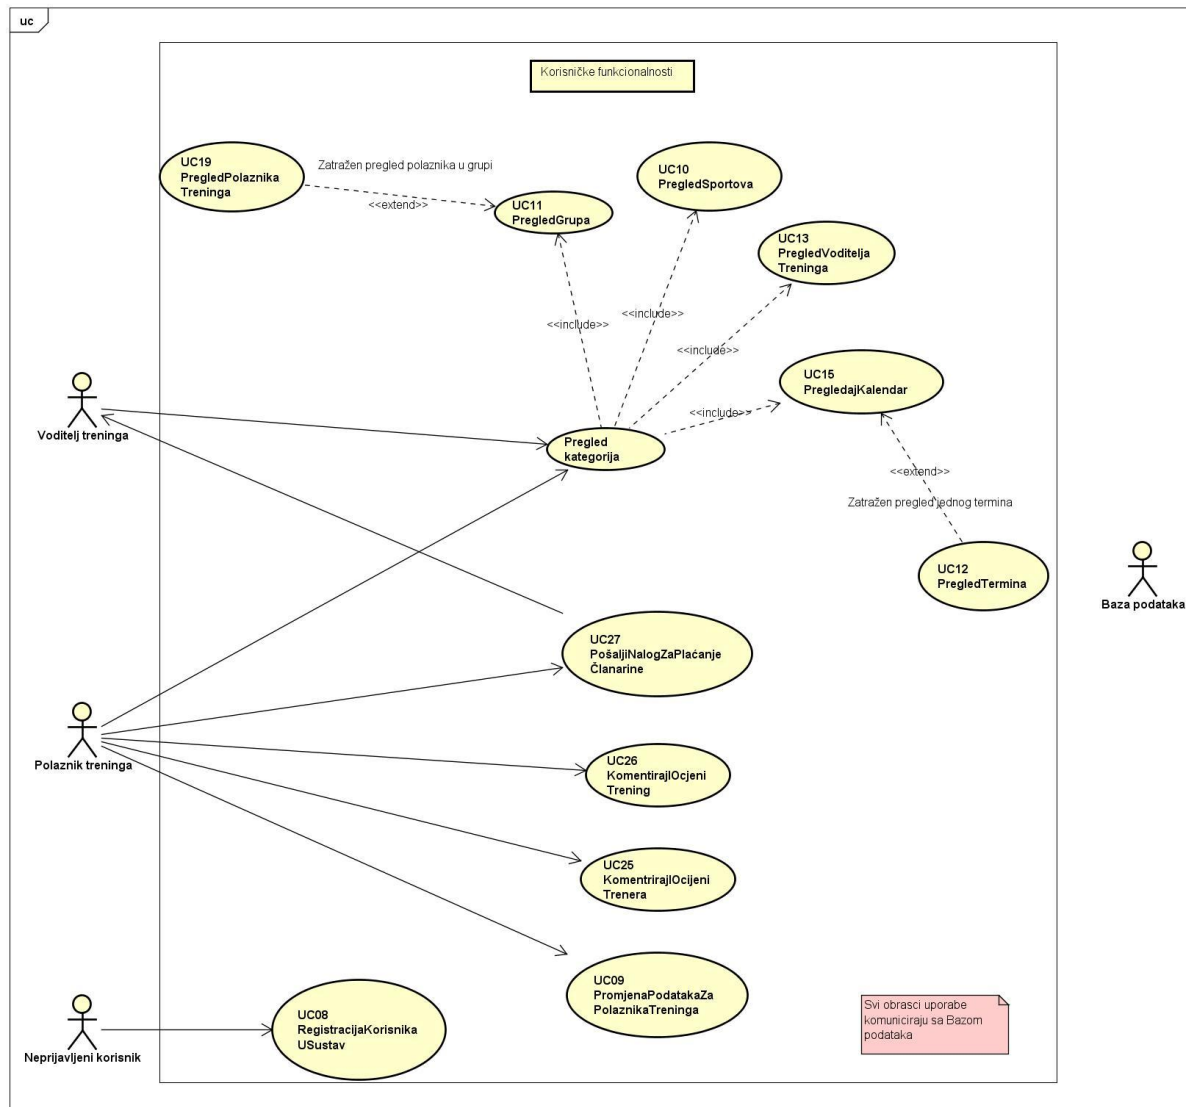 uc
Korisničke funkcionalnosti
UC19
PregledPolaznika
Treninga
Zatražen pregled polaznika u grupi
<<extend>>
UC11
PregledGrupa
UC10
PregledSportova
UC13
PregledVoditelja
Treninga
<<include>>
<<include>>
<<include>>
UC15
PregledajKalendar
<<include>>
Voditelj treninga
Pregled
kategorija
<<extend>>
Zatražen pregled jednog termina
UC12
PregledTermina
Baza podataka
UC27
PošaljiNalogZaPlaćanje
Članarine
Polaznik treninga
UC26
KomentirajIOcjeni
Trening
UC25
KomentrirajIOcijeni
Trenera
UC09
PromjenaPodatakaZa
PolaznikaTreninga
Neprijavljeni korisnik
UC08
RegistracijaKorisnika
USustav
Svi obrasci uporabe
komuniciraju sa Bazom
podataka